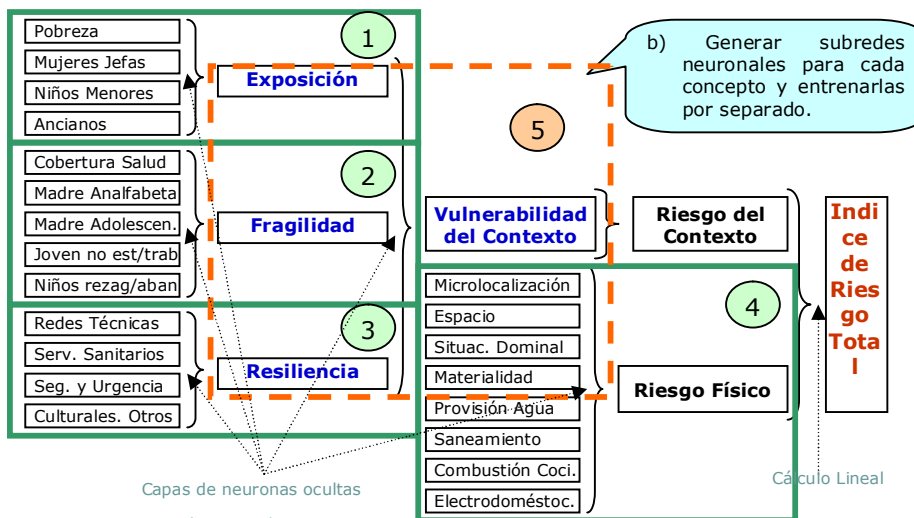 Pobreza
Mujeres Jefas
Niños Menores
Ancianos
1
Exposición
Cobertura Salud
Madre Analfabeta
Madre Adolescen.
Joven no est/trab
Niños rezag/aban
2
Fragilidad
Redes Técnicas
Serv. Sanitarios
Seg. y Urgencia
Culturales. Otros
3
Resiliencia
b) Generar subredes
neuronales para cada
concepto y entrenarlas
por separado.
5
Vulnerabilidad
del Contexto
Riesgo del
Contexto
Microlocalización
Espacio
Situac. Dominal
Materialidad
Provisión Agua
Saneamiento
Combustión Coci.
Electrodoméstoc.
4
Riesgo Físico
Indi
ce
de
Ries
go
Tota
l
Capas de neuronas ocultas
Cálculo Lineal